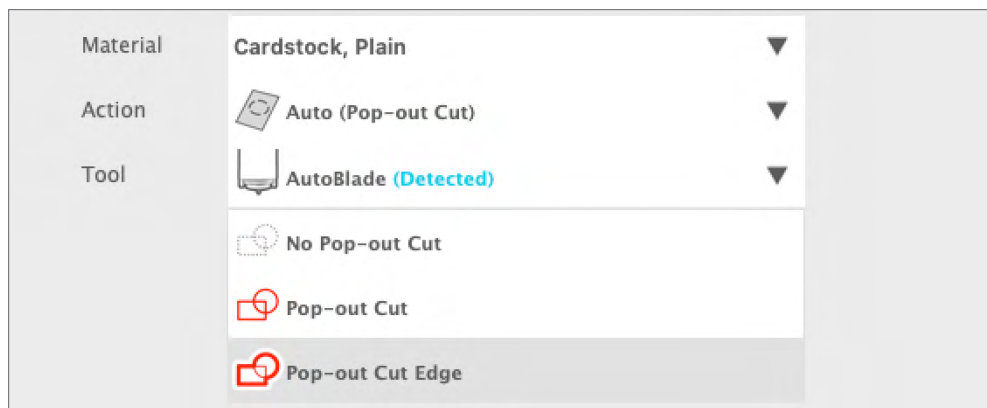 Material Cardstock, Plain
Action Auto (Pop-out Cut)
Tool AutoBlade (Detected)
No Pop-out Cut
Pop-out Cut
Pop-out Cut Edge